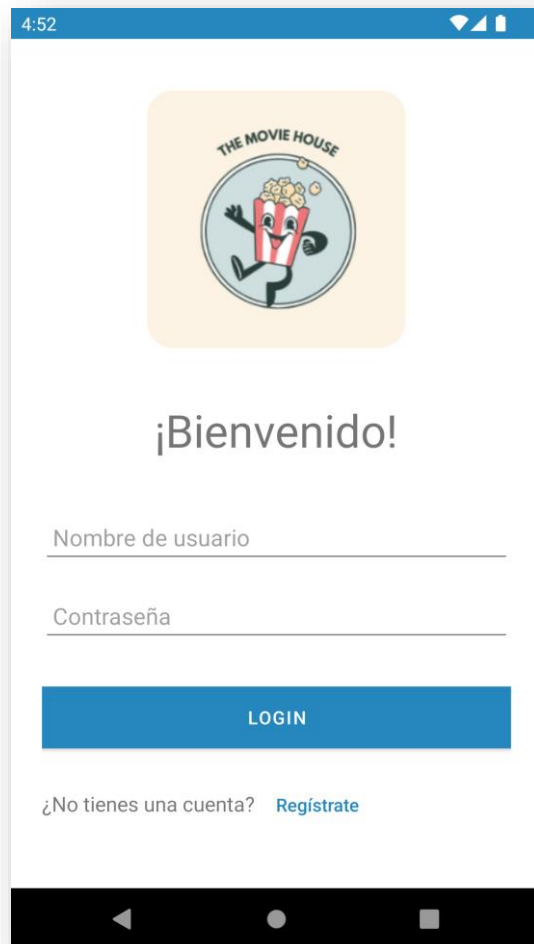 4:52
THE MOVIE HOUSE
¡Bienvenido!
Nombre de usuario
Contraseña
LOGIN
¿No tienes una cuenta? Regístrate